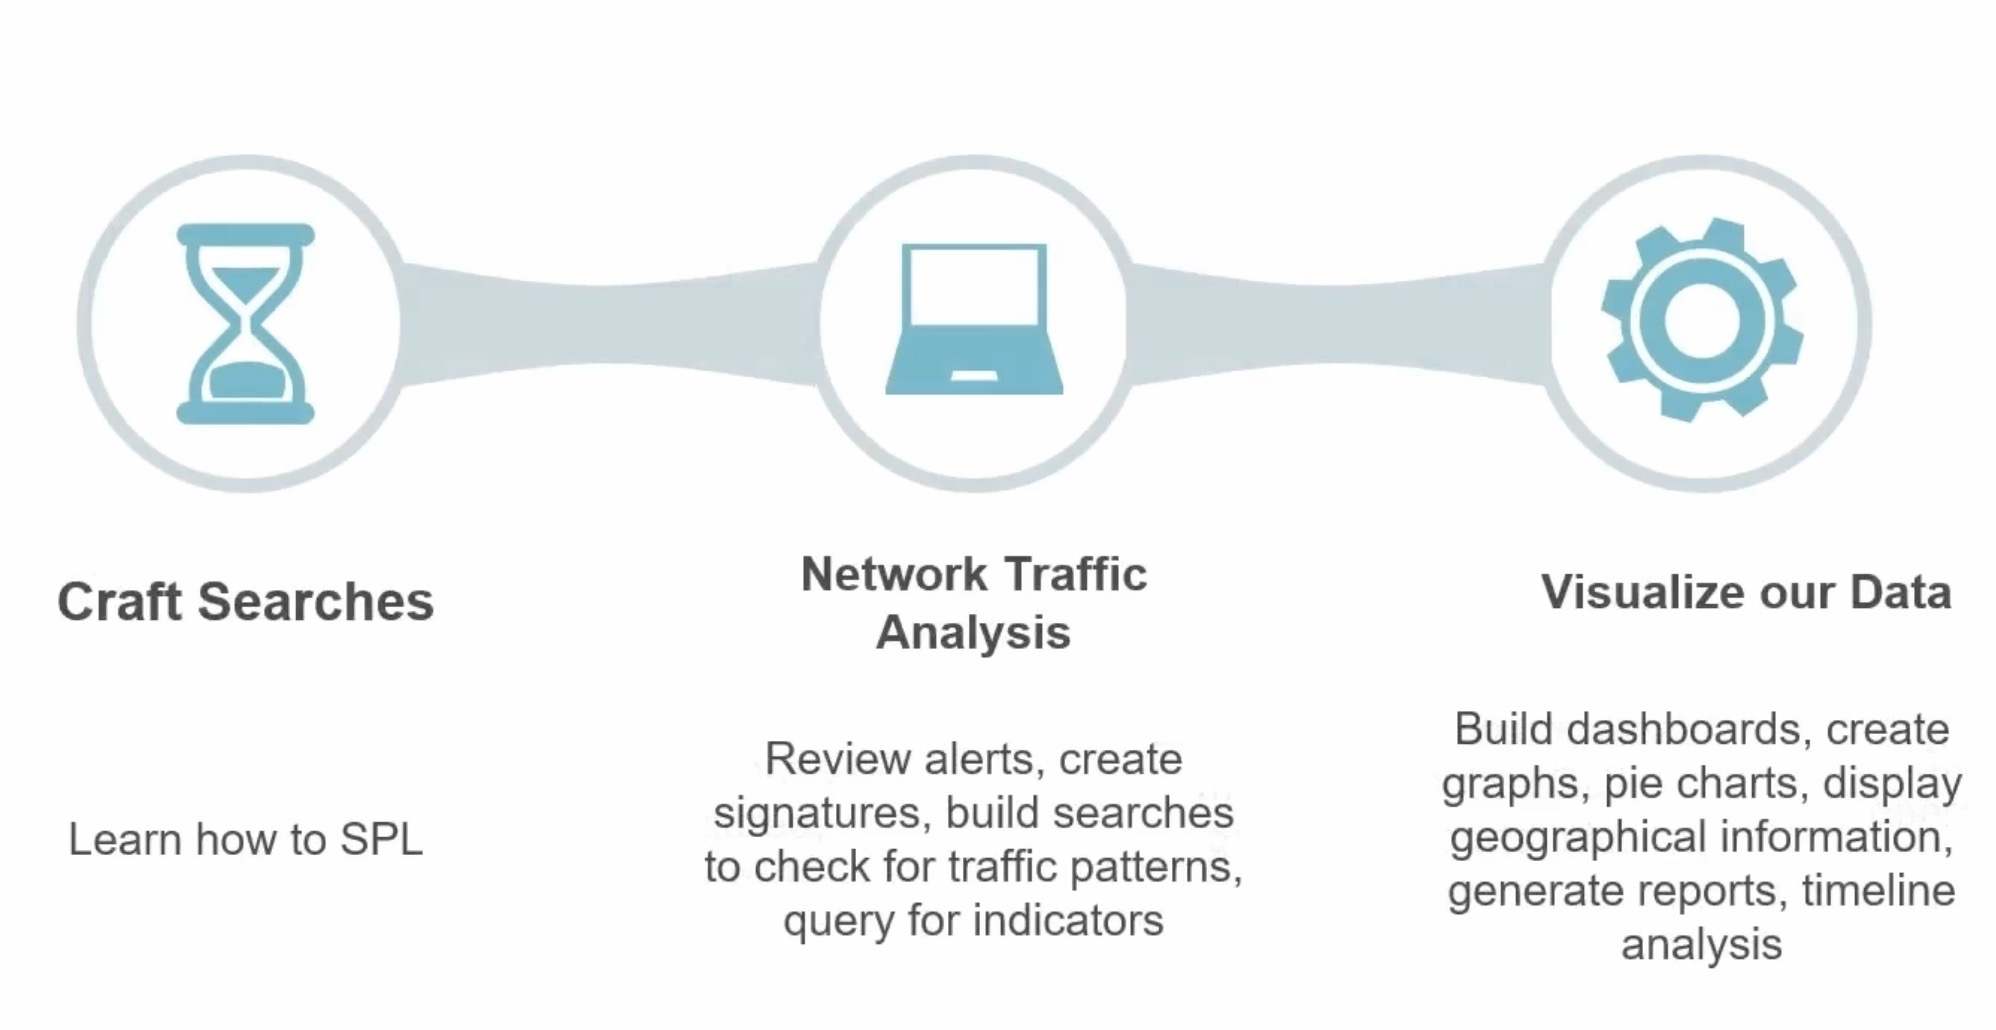 Craft Searches
Learn how to SPL
Network Traffic
Analysis
Review alerts, create
signatures, build searches
to check for traffic patterns,
query for indicators
Visualize our Data
Build dashboards, create
graphs, pie charts, display
geographical information,
generate reports, timeline
analysis